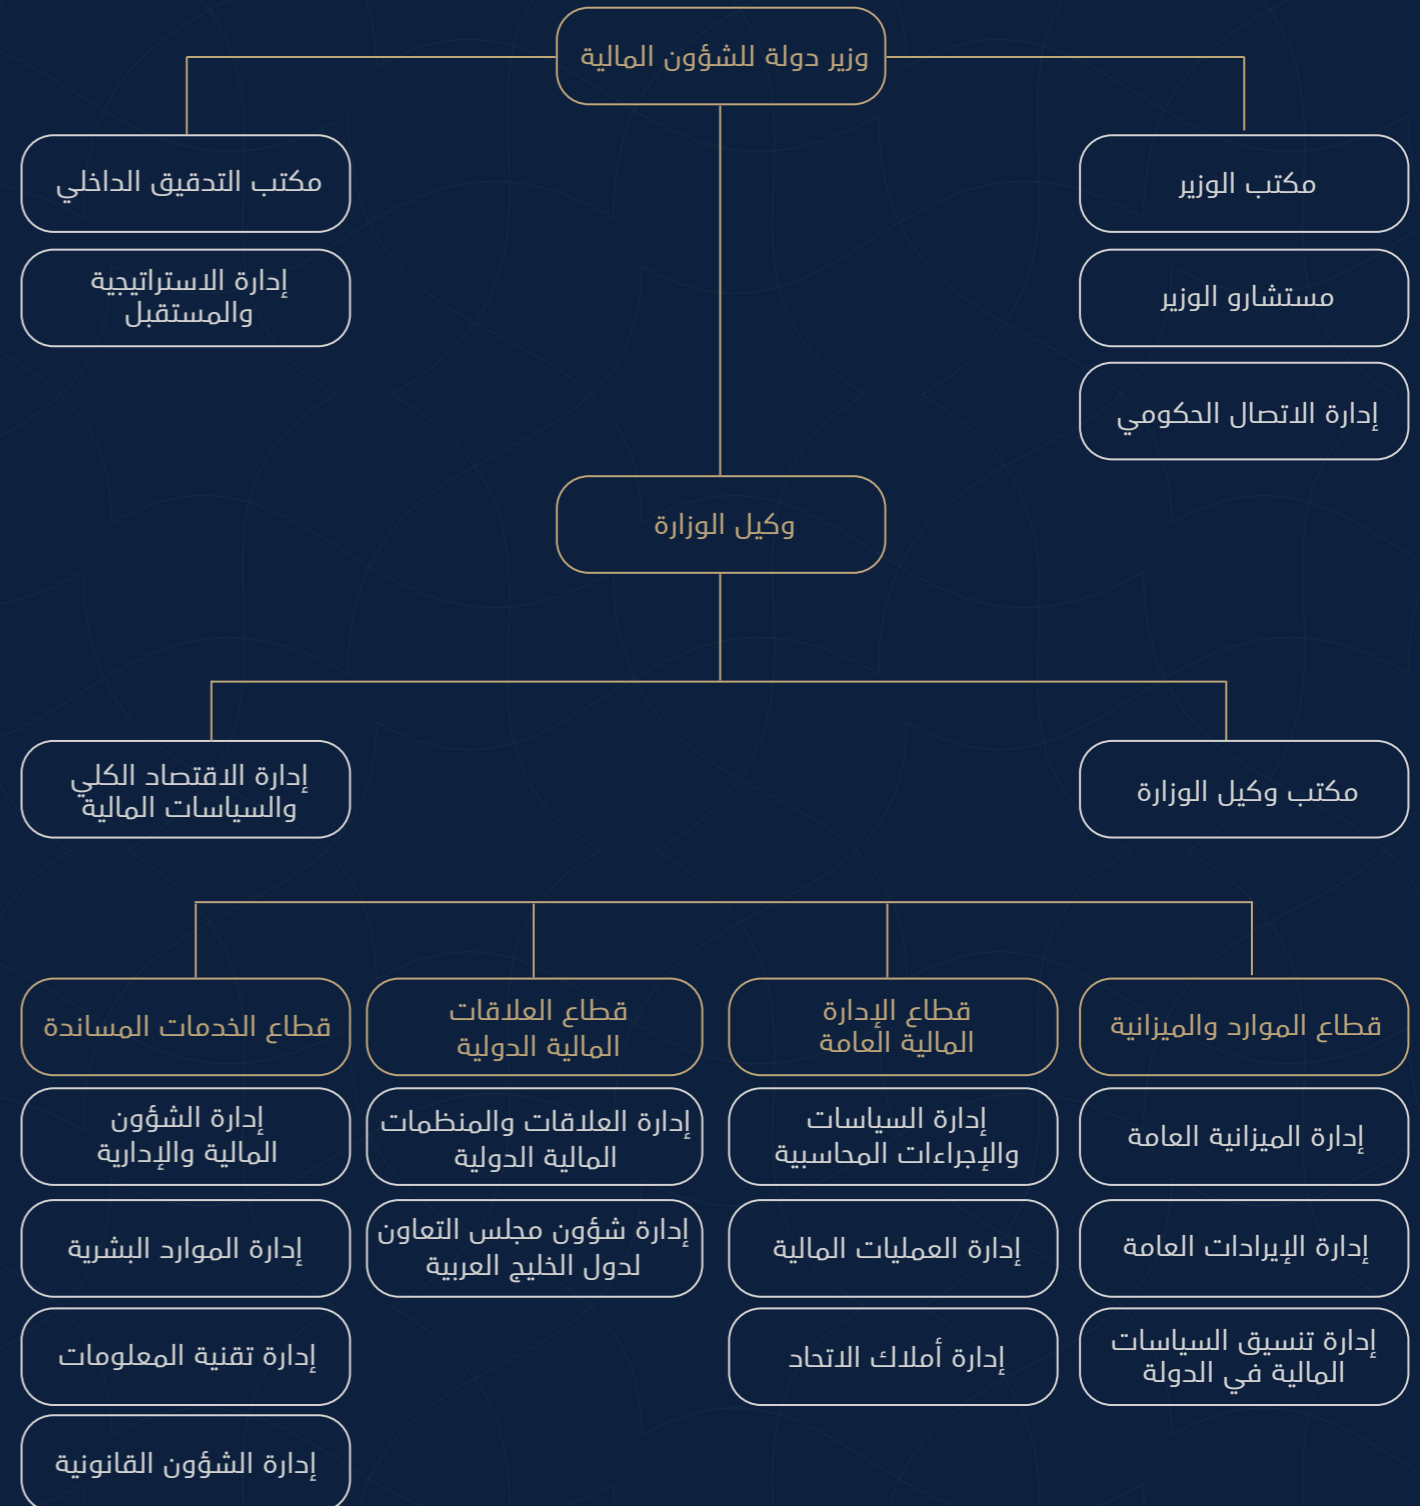 وزير دولة للشؤون المالية
مكتب الوزير
مستشارو الوزير
إدارة الاتصال الحكومي
مكتب التدقيق الداخلي
إدارة الاستراتيجية
والمستقبل
وكيل الوزارة
مكتب وكيل الوزارة
إدارة الاقتصاد الكلي
والسياسات المالية
قطاع الموارد والميزانية
إدارة الميزانية العامة
إدارة الإيرادات العامة
إدارة تنسيق السياسات
المالية في الدولة
قطاع الإدارة
المالية العامة
إدارة السياسات
والإجراءات المحاسبية
إدارة العمليات المالية
إدارة أملاك الاتحاد
قطاع العلاقات
المالية الدولية
إدارة العلاقات والمنظمات
المالية الدولية
إدارة شؤون مجلس التعاون
لدول الخليج العربية
قطاع الخدمات المساندة
إدارة الشؤون
المالية والإدارية
إدارة الموارد البشرية
إدارة تقنية المعلومات
إدارة الشؤون القانونية